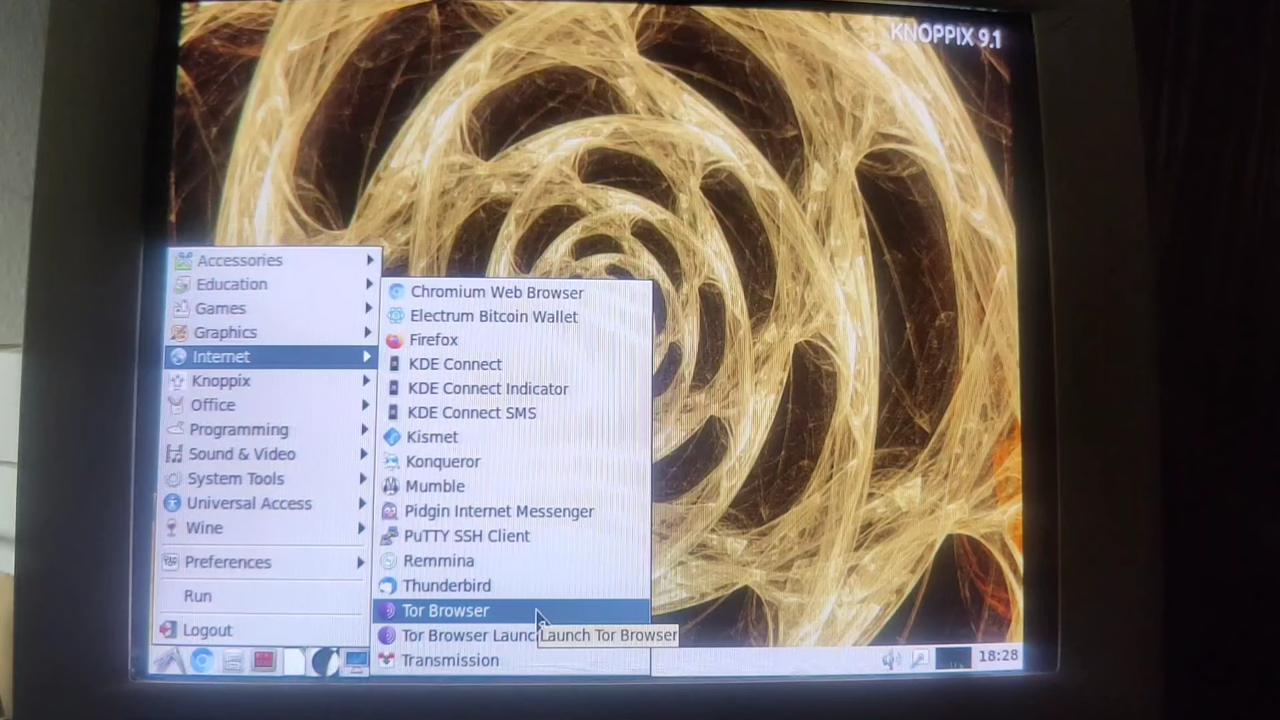 KNOPPIX 9.1
Accessories
Education
Games
Graphics
Internet
Knoppix
Office
Programming
Sound & Video
System Tools
Universal Access
Wine
Preferences
Run
Logout
Chromium Web Browser
Electrum Bitcoin Wallet
Firefox
KDE Connect
KDE Connect Indicator
KDE Connect SMS
Kismet
Konqueror
Mumble
Pidgin Internet Messenger
PuTTY SSH Client
Remmina
Thunderbird
Tor Browser
Tor Browser Launc
Launch Tor Browser
Transmission
18:28